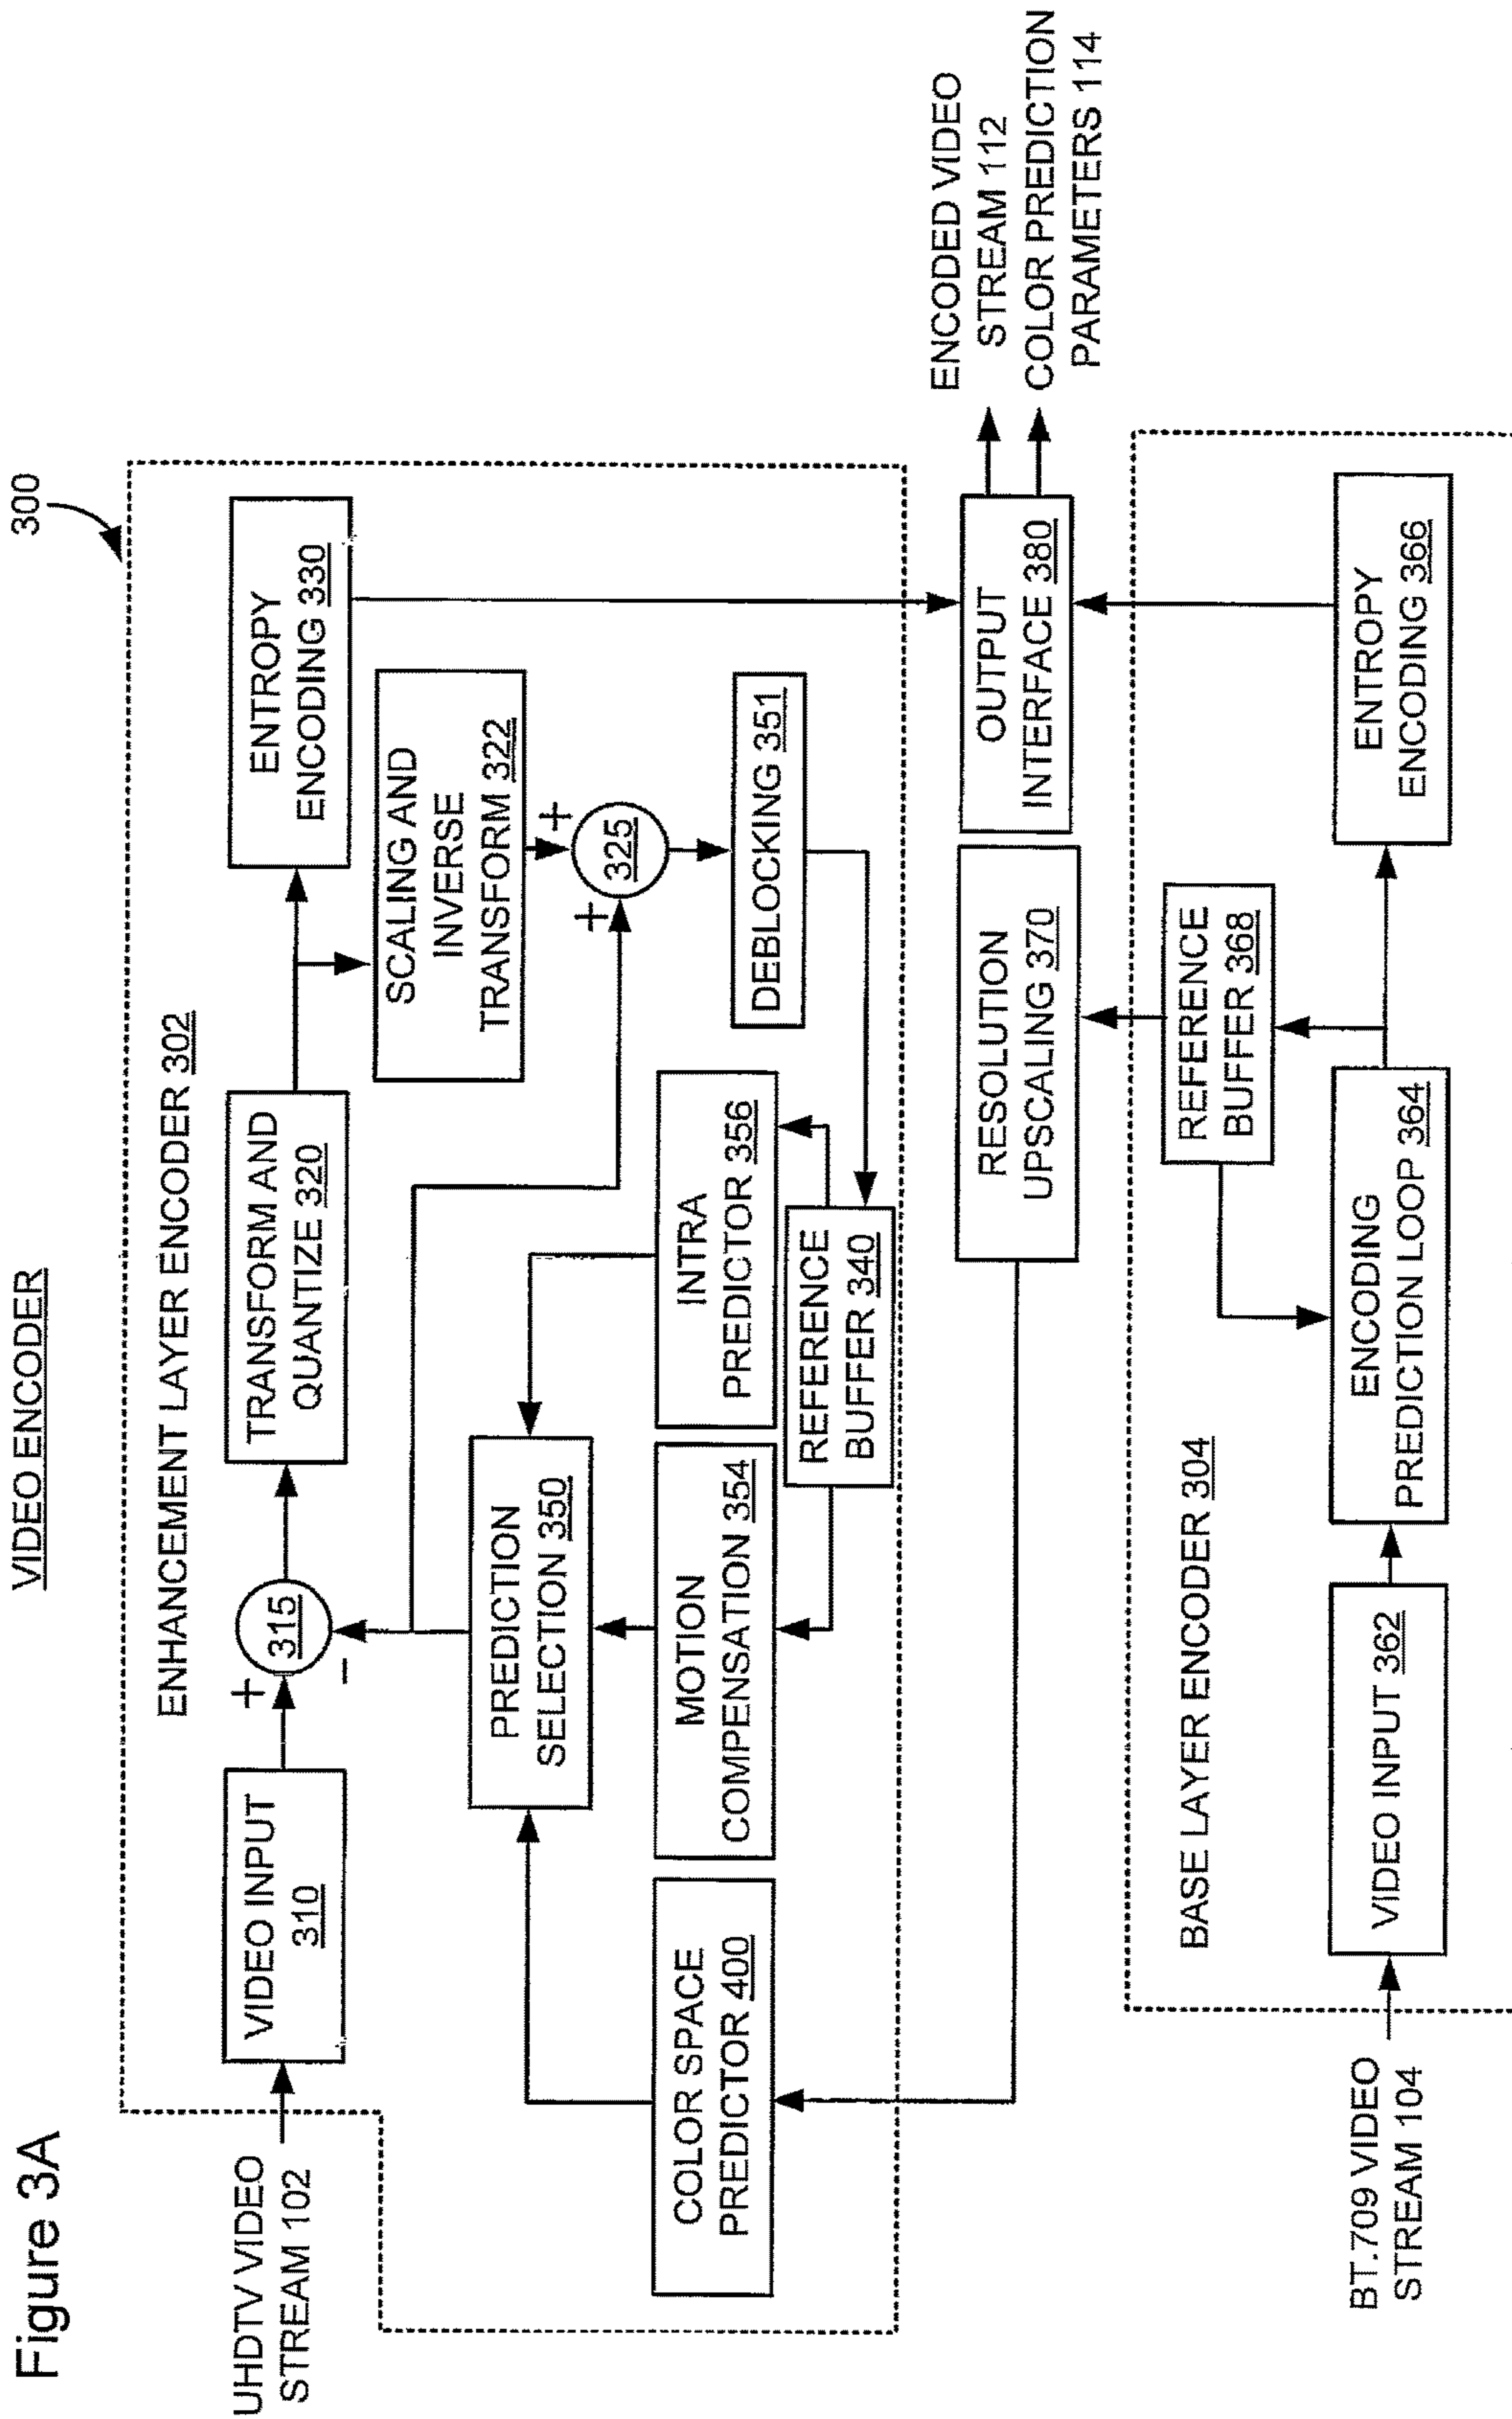 Figure 3A
VIDEO ENCODER
300
ENHANCEMENT LAYER ENCODER 302
UHDTV VIDEO
STREAM 102
VIDEO INPUT
310
+
-
315
TRANSFORM AND
QUANTIZE 320
ENTROPY
ENCODING 330
SCALING AND
INVERSE
TRANSFORM 322
+
+
325
PREDICTION
SELECTION 350
DEBLOCKING 351
COLOR SPACE
PREDICTOR 400
MOTION
COMPENSATION 354
INTRA
PREDICTOR 356
REFERENCE
BUFFER 340
RESOLUTION
UPSCALING 370
OUTPUT
INTERFACE 380
ENCODED VIDEO
STREAM 112
COLOR PREDICTION
PARAMETERS 114
BASE LAYER ENCODER 304
REFERENCE
BUFFER 368
BT.709 VIDEO
STREAM 104
VIDEO INPUT 362
ENCODING
PREDICTION LOOP 364
ENTROPY
ENCODING 366